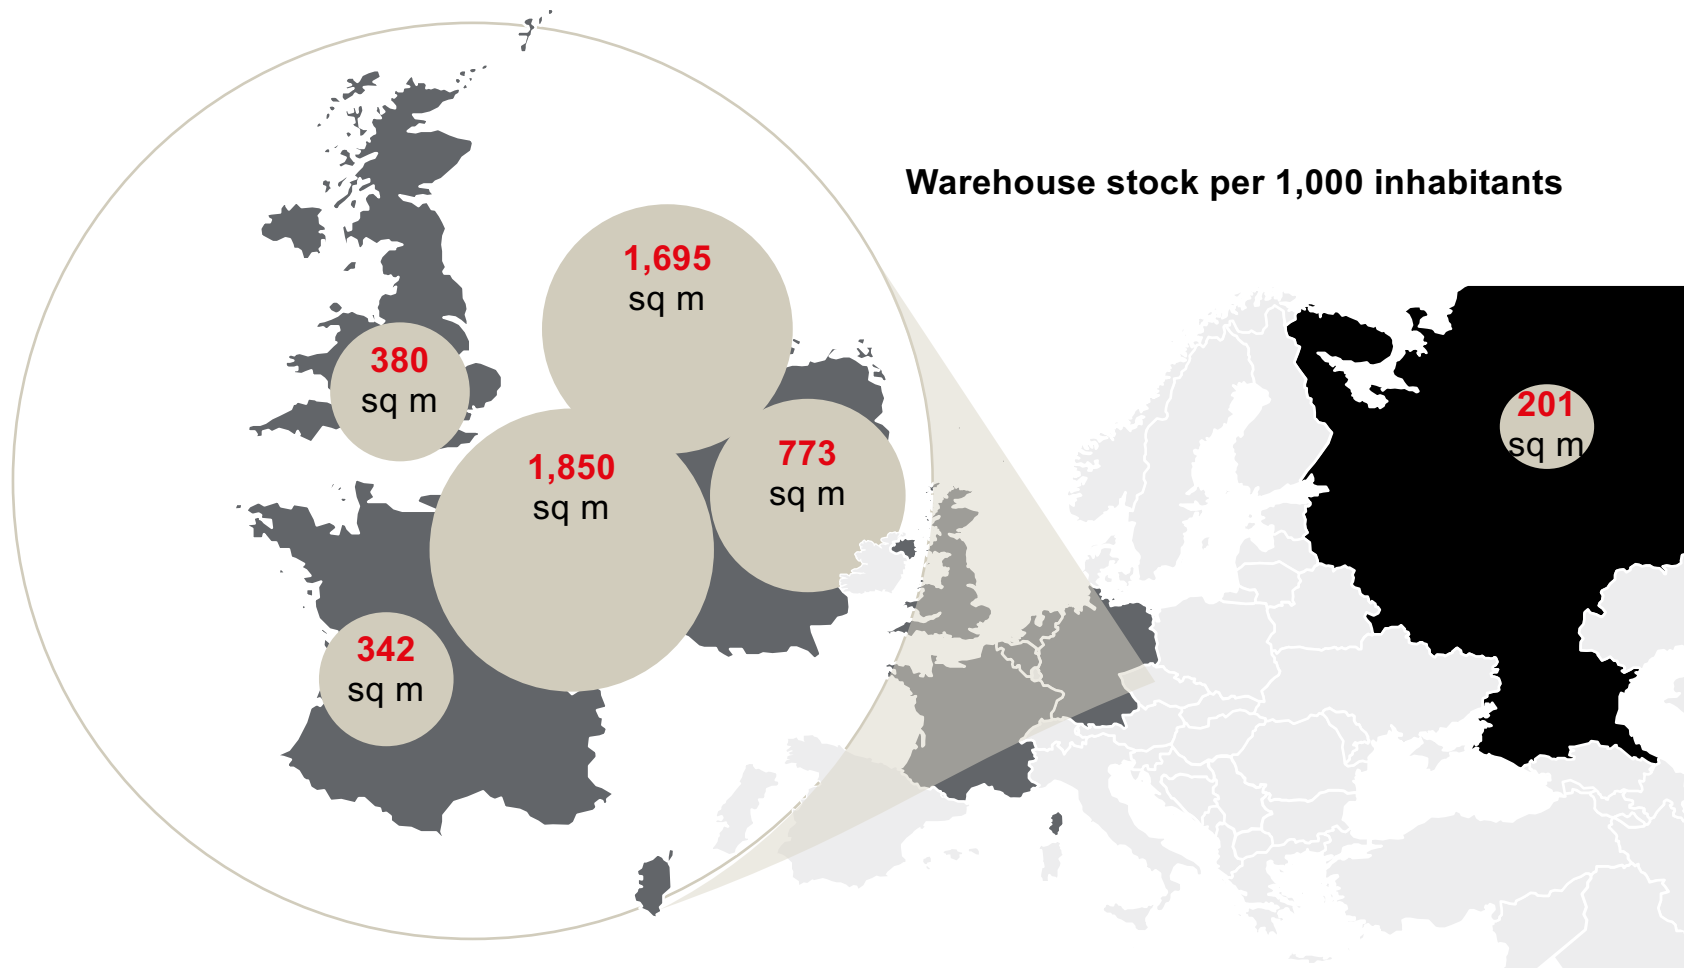 Warehouse stock per 1,000 inhabitants
1,695
sq m
380
sq m
1,850
sq m
773
sq m
342
sq m
201
sq m